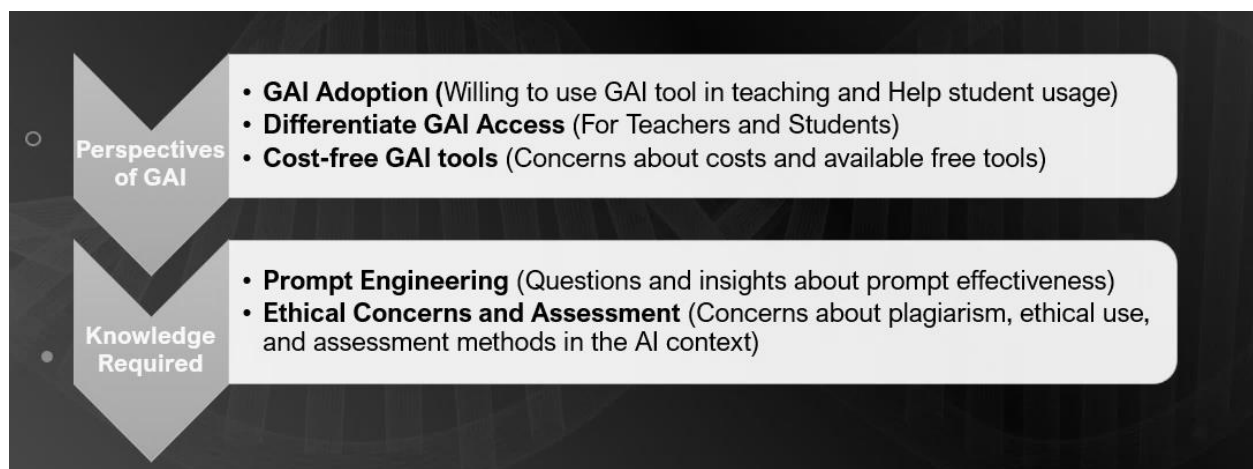 Perspectives
of GAI
• GAI Adoption (Willing to use GAI tool in teaching and Help student usage)
• Differentiate GAI Access (For Teachers and Students)
• Cost-free GAI tools (Concerns about costs and available free tools)
Knowledge
Required
• Prompt Engineering (Questions and insights about prompt effectiveness)
• Ethical Concerns and Assessment (Concerns about plagiarism, ethical use,
and assessment methods in the AI context)